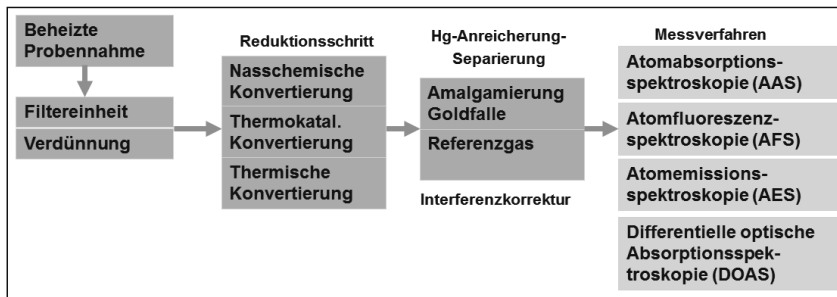 Beheizte
Probennahme
Filtereinheit
Verdünnung
Reduktionsschritt
Nasschemische
Konvertierung
Thermokatal.
Konvertierung
Thermische
Konvertierung
Hg-Anreicherung-
Separierung
Amalgamierung
Goldfalle
Referenzgas
Interferenzkorrektur
Messverfahren
Atomabsorptions-
spektroskopie (AAS)
Atomfluoreszenz-
spektroskopie (AFS)
Atomemissions-
spektroskopie (AES)
Differentielle optische
Absorptionsspek-
troskopie (DOAS)